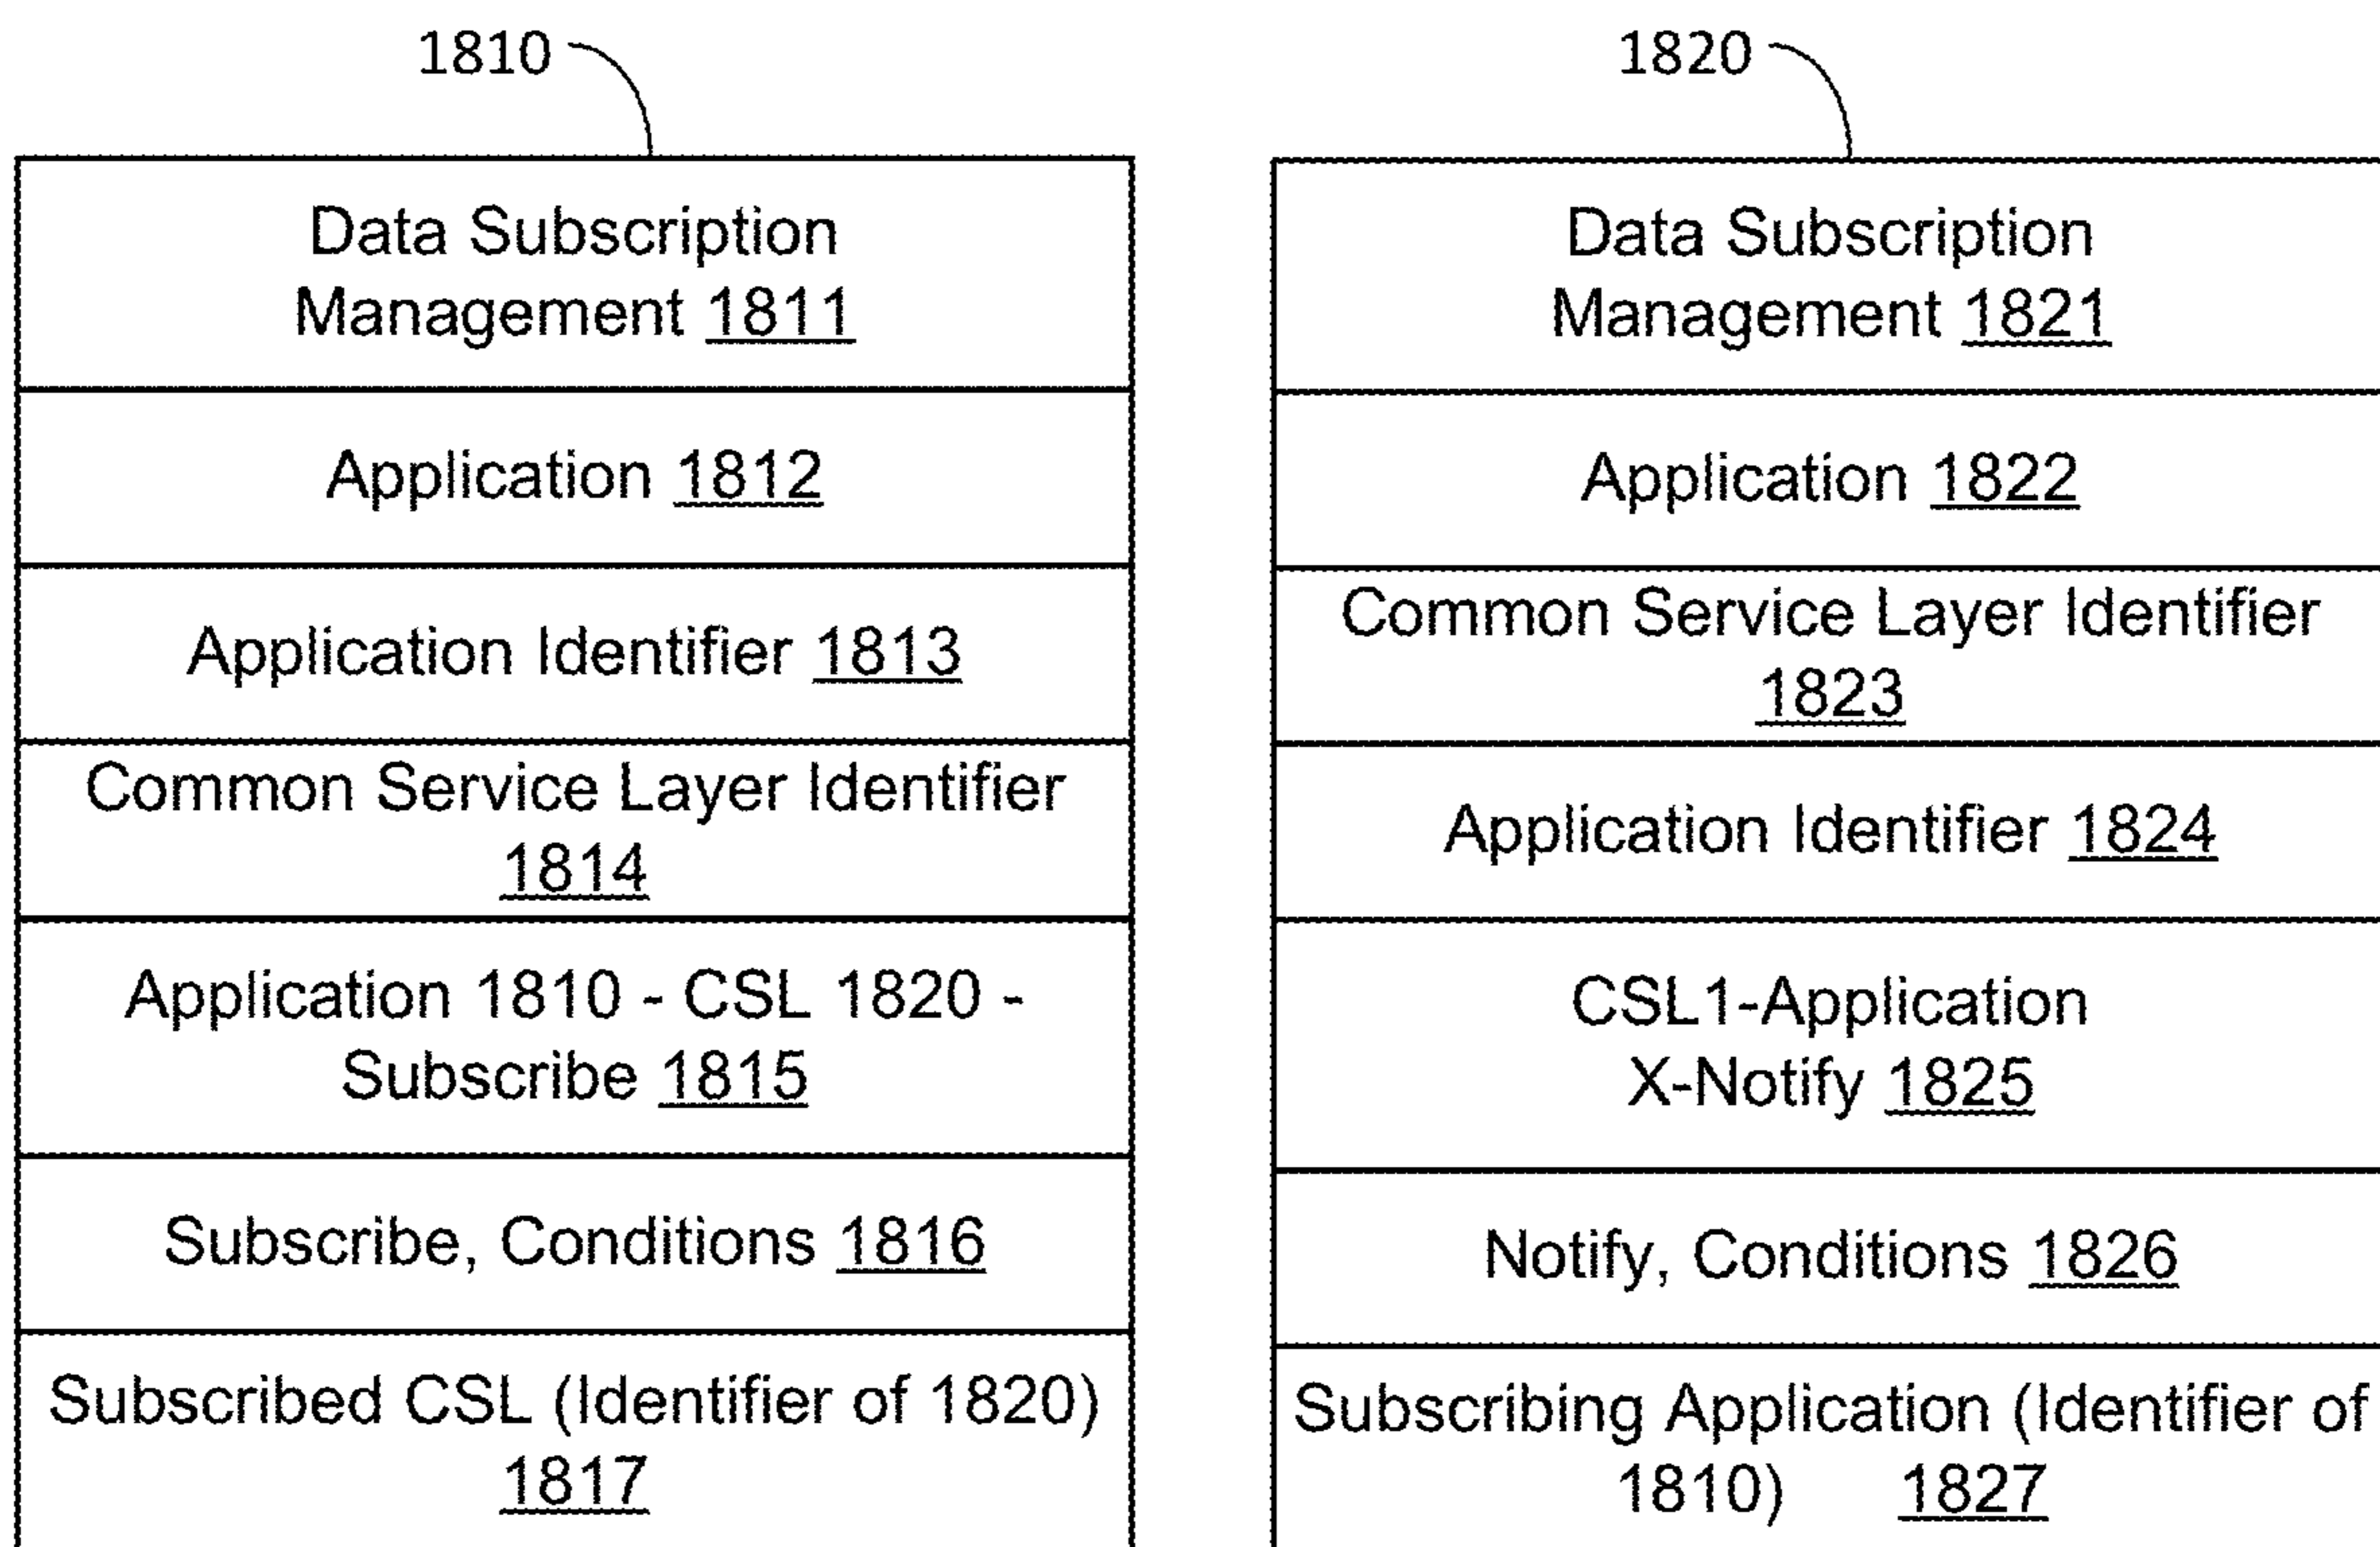 1810
Data Subscription
Management 1811
Application 1812
Application Identifier 1813
Common Service Layer Identifier
1814
Application 1810 - CSL 1820 -
Subscribe 1815
Subscribe, Conditions 1816
Subscribed CSL (Identifier of 1820)
1817
1820
Data Subscription
Management 1821
Application 1822
Common Service Layer Identifier
1823
Application Identifier 1824
CSL1-Application
X-Notify 1825
Notify, Conditions 1826
Subscribing Application (Identifier of
1810) 1827